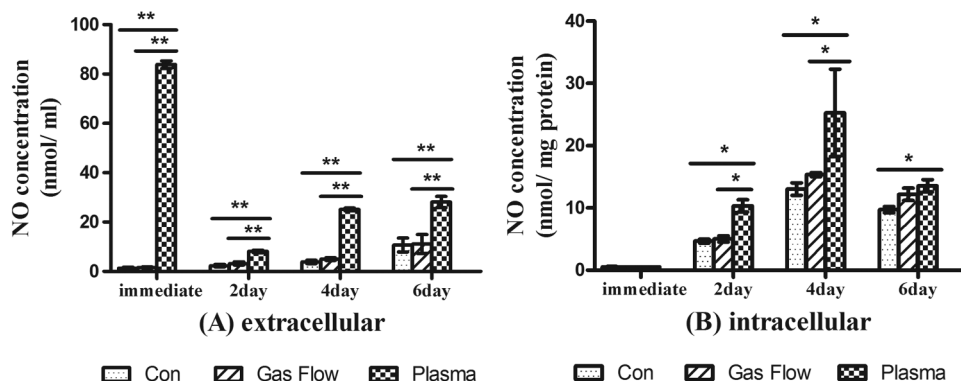 NO concentration
(nmol/ ml)
100
80
60
40
20
0
**
**
**
**
**
**
**
**
immediate 2day 4day 6day
(A) extracellular
Con Gas Flow Plasma
NO concentration
(nmol/ mg protein)
40
30
20
10
0
*
*
*
*
*
immediate 2day 4day 6day
(B) intracellular
Con Gas Flow Plasma